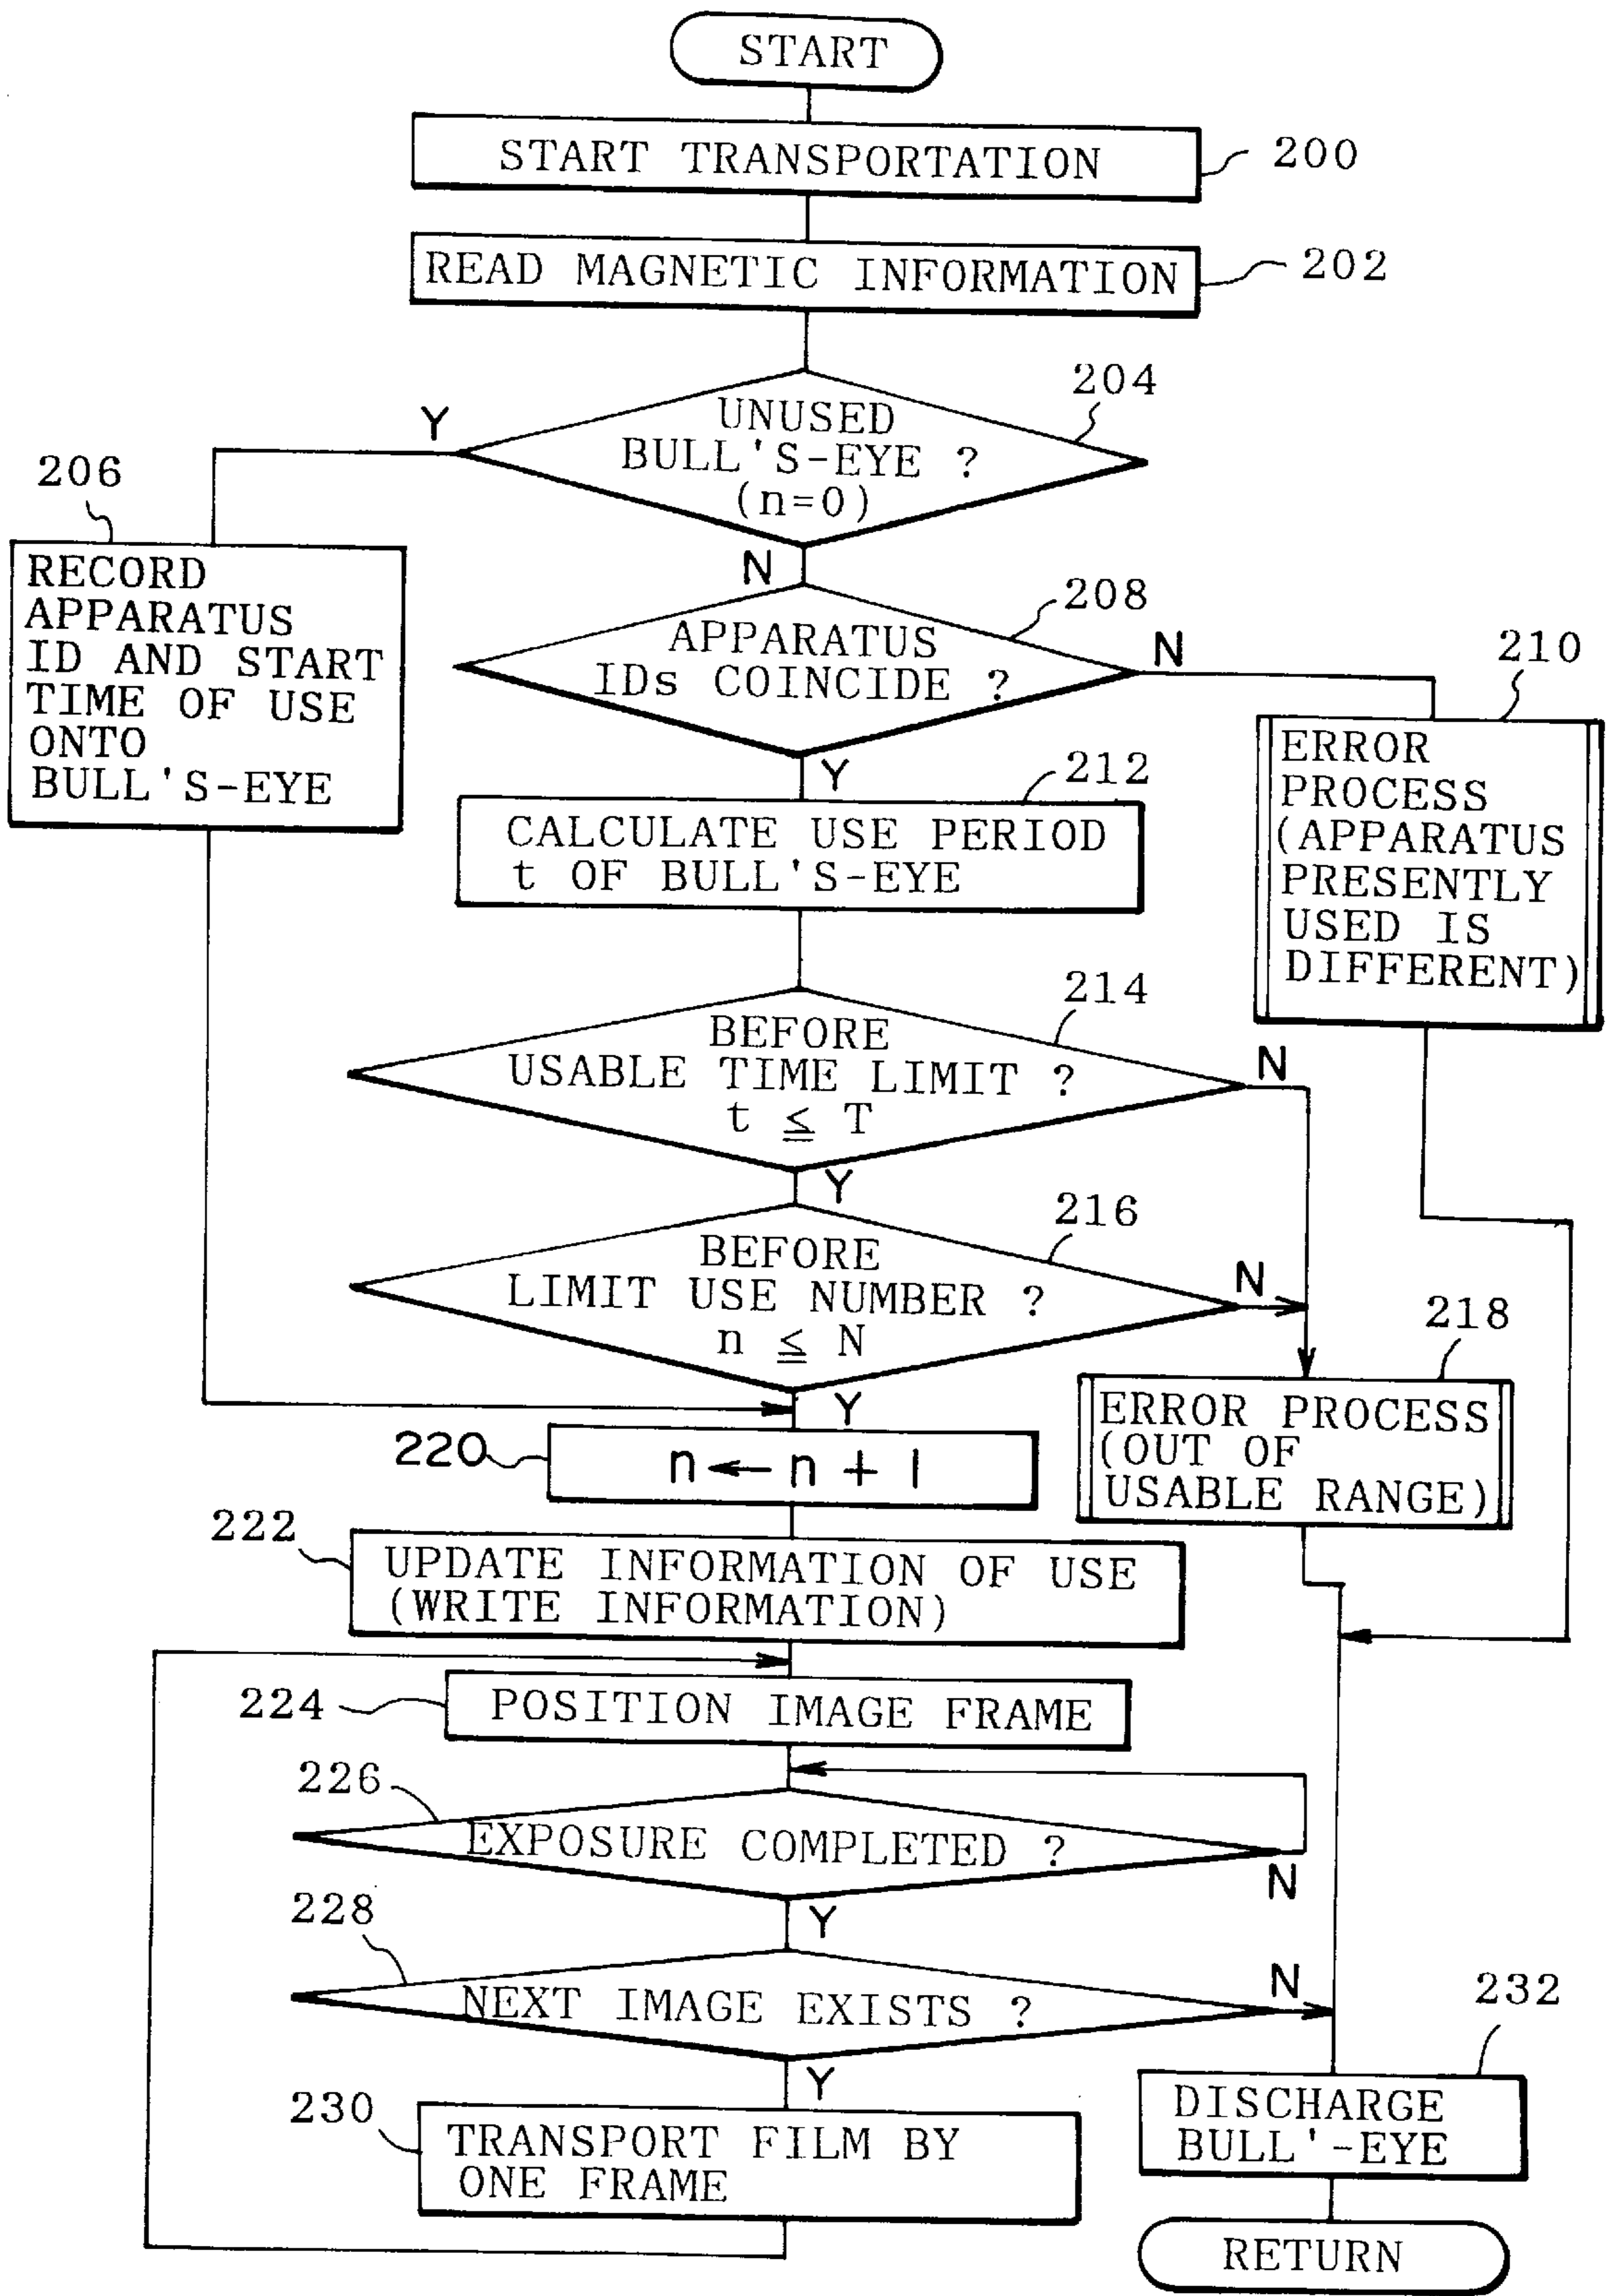 START
START TRANSPORTATION
200
READ MAGNETIC INFORMATION
202
204
UNUSED
BULL'S-EYE ?
(n=0)
Y
N
206
RECORD
APPARATUS
ID AND START
TIME OF USE
ONTO
BULL'S-EYE
208
APPARATUS
IDs COINCIDE ?
N
Y
210
ERROR
PROCESS
(APPARATUS
PRESENTLY
USED IS
DIFFERENT)
212
CALCULATE USE PERIOD
t OF BULL'S-EYE
214
BEFORE
USABLE TIME LIMIT ?
t ≦ T
N
Y
216
BEFORE
LIMIT USE NUMBER ?
n ≦ N
N
Y
218
ERROR PROCESS
(OUT OF
USABLE RANGE)
220
n ← n + 1
222
UPDATE INFORMATION OF USE
(WRITE INFORMATION)
224
POSITION IMAGE FRAME
226
EXPOSURE COMPLETED ?
N
Y
228
NEXT IMAGE EXISTS ?
N
Y
230
TRANSPORT FILM BY
ONE FRAME
232
DISCHARGE
BULL'-EYE
RETURN